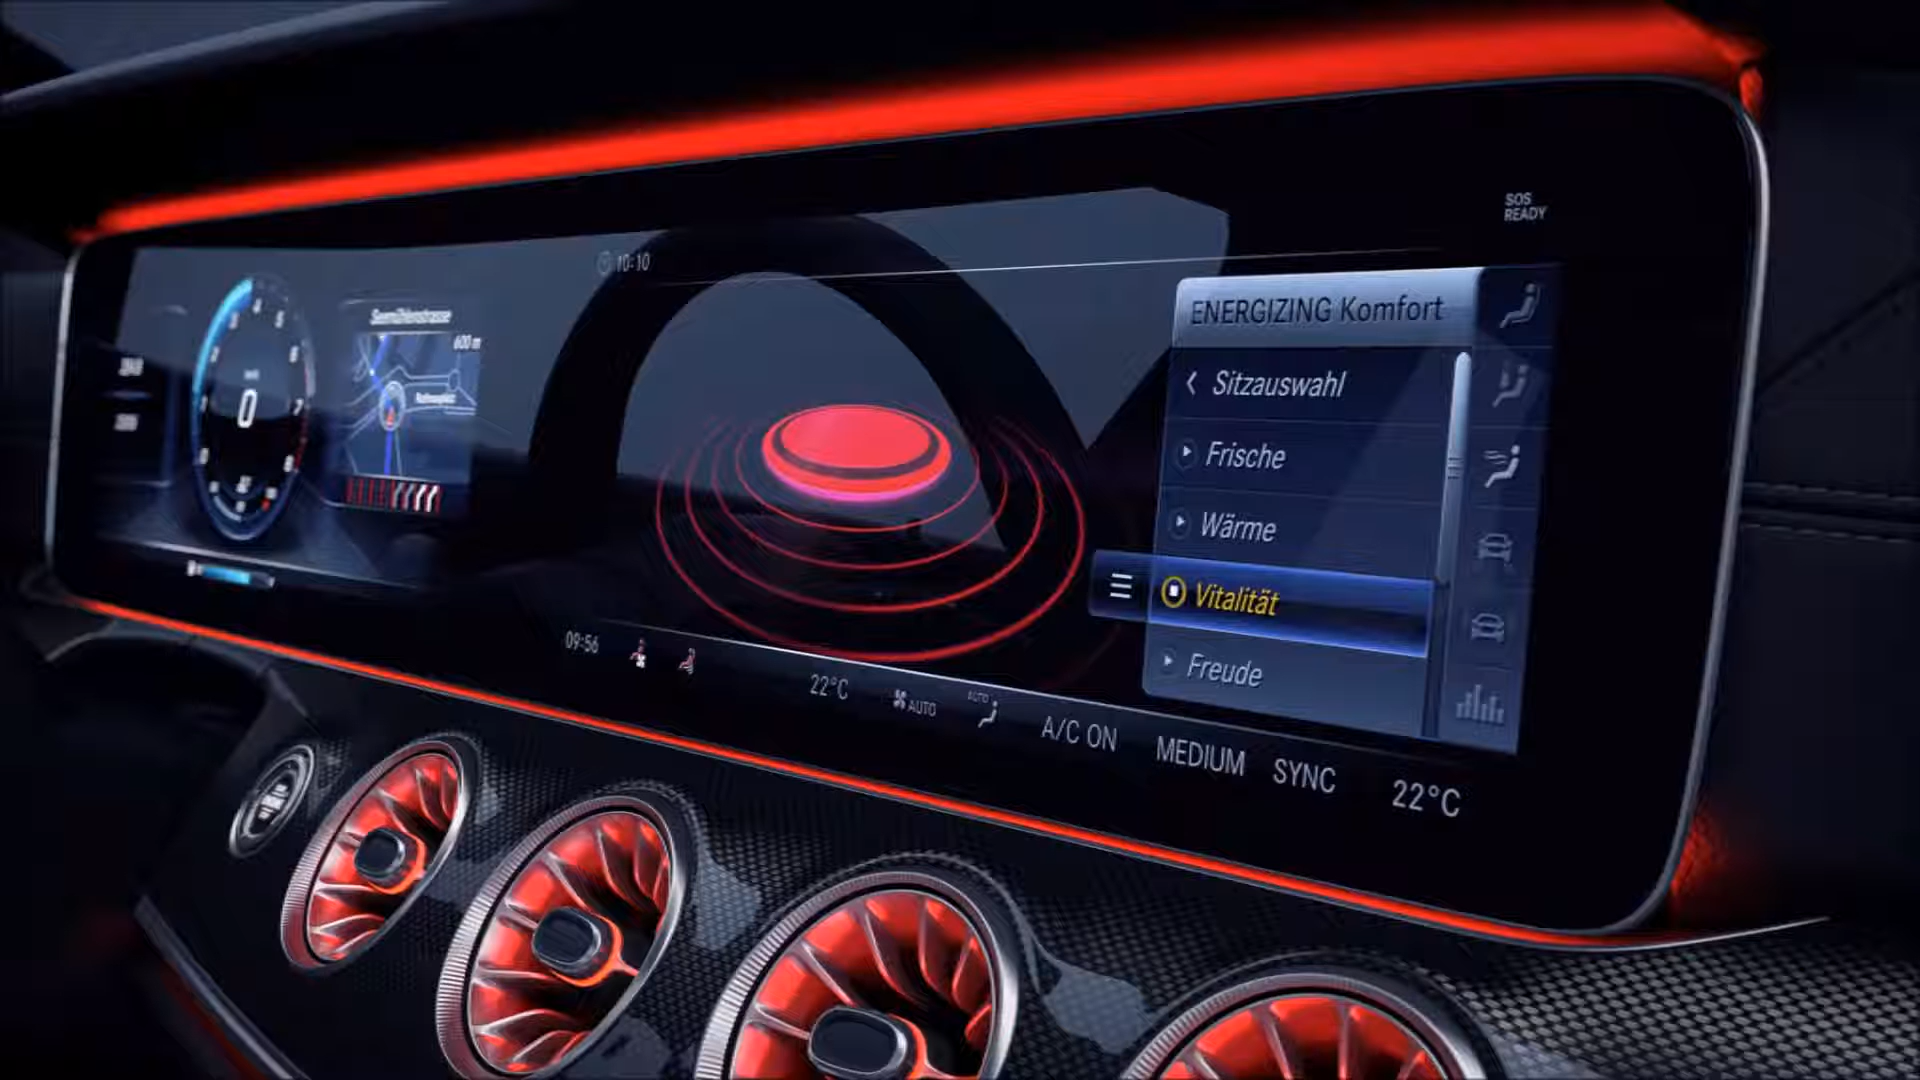 SOS
READY
10:10
600 m
0
ENERGIZING Komfort
Sitzauswahl
Frische
Wärme
Vitalität
Freude
09:56
22°C
AUTO
AUTO
A/C ON
MEDIUM
SYNC
22°C